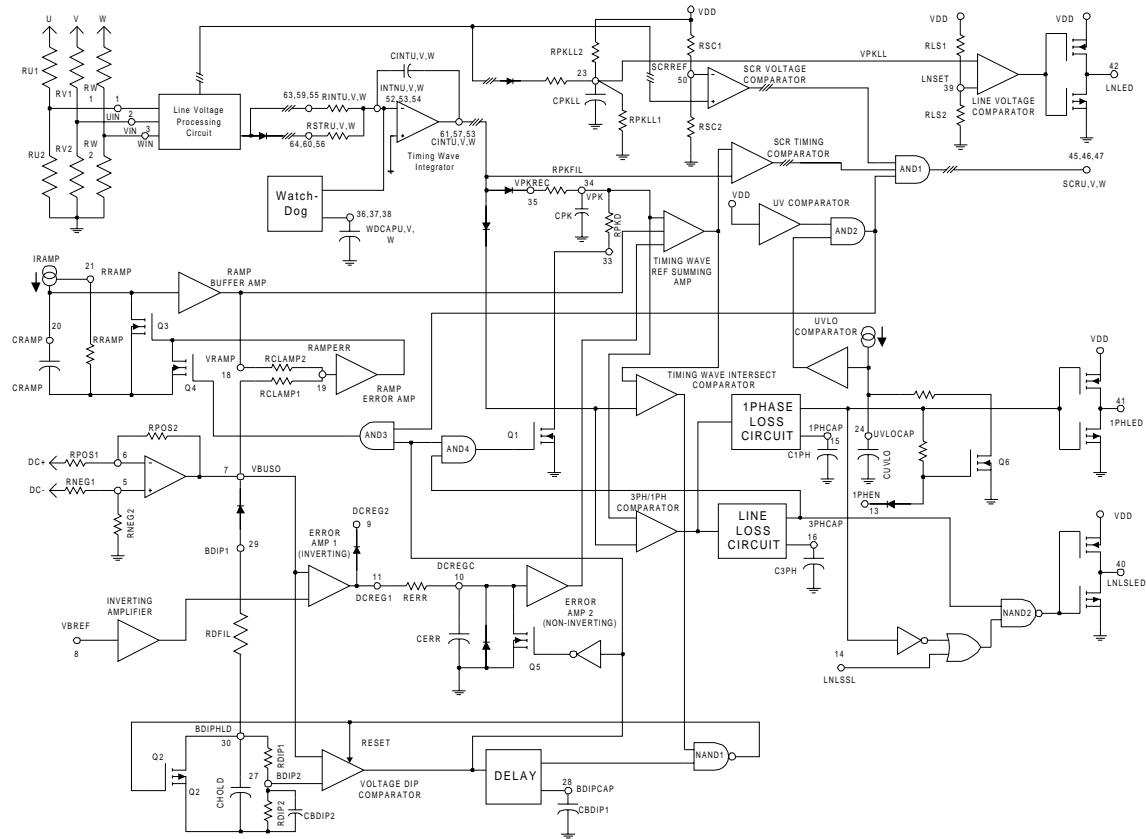 U V W
RU1
RV1
RW
1
RU2
RV2
RW
2
1
UIN
2
VIN
3
WIN
Line Voltage
Processing
Circuit
63,59,55
RINTU,V,W
RSTRU,V,W
64,60,56
CINTU,V,W
INTNU,V,W
52,53,54
61,57,53
CINTU,V,W
Timing Wave
Integrator
Watch-
Dog
36,37,38
WDCAPU,V,
W
RPKLL2
23
CPKLL
RPKLL1
VDD
RSC1
SCRREF
50
RSC2
SCR VOLTAGE
COMPARATOR
VPKLL
VDD
RLS1
LNSET
39
RLS2
LINE VOLTAGE
COMPARATOR
VDD
42
LNLED
RPKFIL
VPKREC
35
34
VPK
CPK
RPKD
33
SCR TIMING
COMPARATOR
AND1
45,46,47
SCRU,V,W
VDD
UV COMPARATOR
AND2
TIMING WAVE
REF SUMMING
AMP
IRAMP
21
RRAMP
RAMP
BUFFER AMP
20
CRAMP
CRAMP
RRAMP
Q3
Q4
VRAMP
18
RCLAMP2
RCLAMP1
RAMPERR
19
RAMP
ERROR AMP
UVLO
COMPARATOR
TIMING WAVE INTERSECT
COMPARATOR
1PHASE
LOSS
CIRCUIT
1PHCAP
15
C1PH
24
UVLOCAP
CUVLO
Q6
1PHEN
13
VDD
41
1PHLED
AND3
AND4
Q1
RPOS2
DC+
RPOS1
6
DC-
RNEG1
5
RNEG2
7
VBUSO
BDIP1
29
DCREG2
9
ERROR
AMP 1
(INVERTING)
11
DCREG1
RERR
DCREGC
10
CERR
Q5
ERROR
AMP 2
(NON-INVERTING)
3PH/1PH
COMPARATOR
LINE
LOSS
CIRCUIT
3PHCAP
16
C3PH
VDD
40
LNLSLED
NAND2
14
LNLSSL
INVERTING
AMPLIFIER
VBREF
8
RDFIL
BDIPHLD
30
Q2
Q2
CHOLD
27
RDIP1
BDIP2
RDIP2
CBDIP2
RESET
VOLTAGE DIP
COMPARATOR
DELAY
28
BDIPCAP
CBDIP1
NAND1